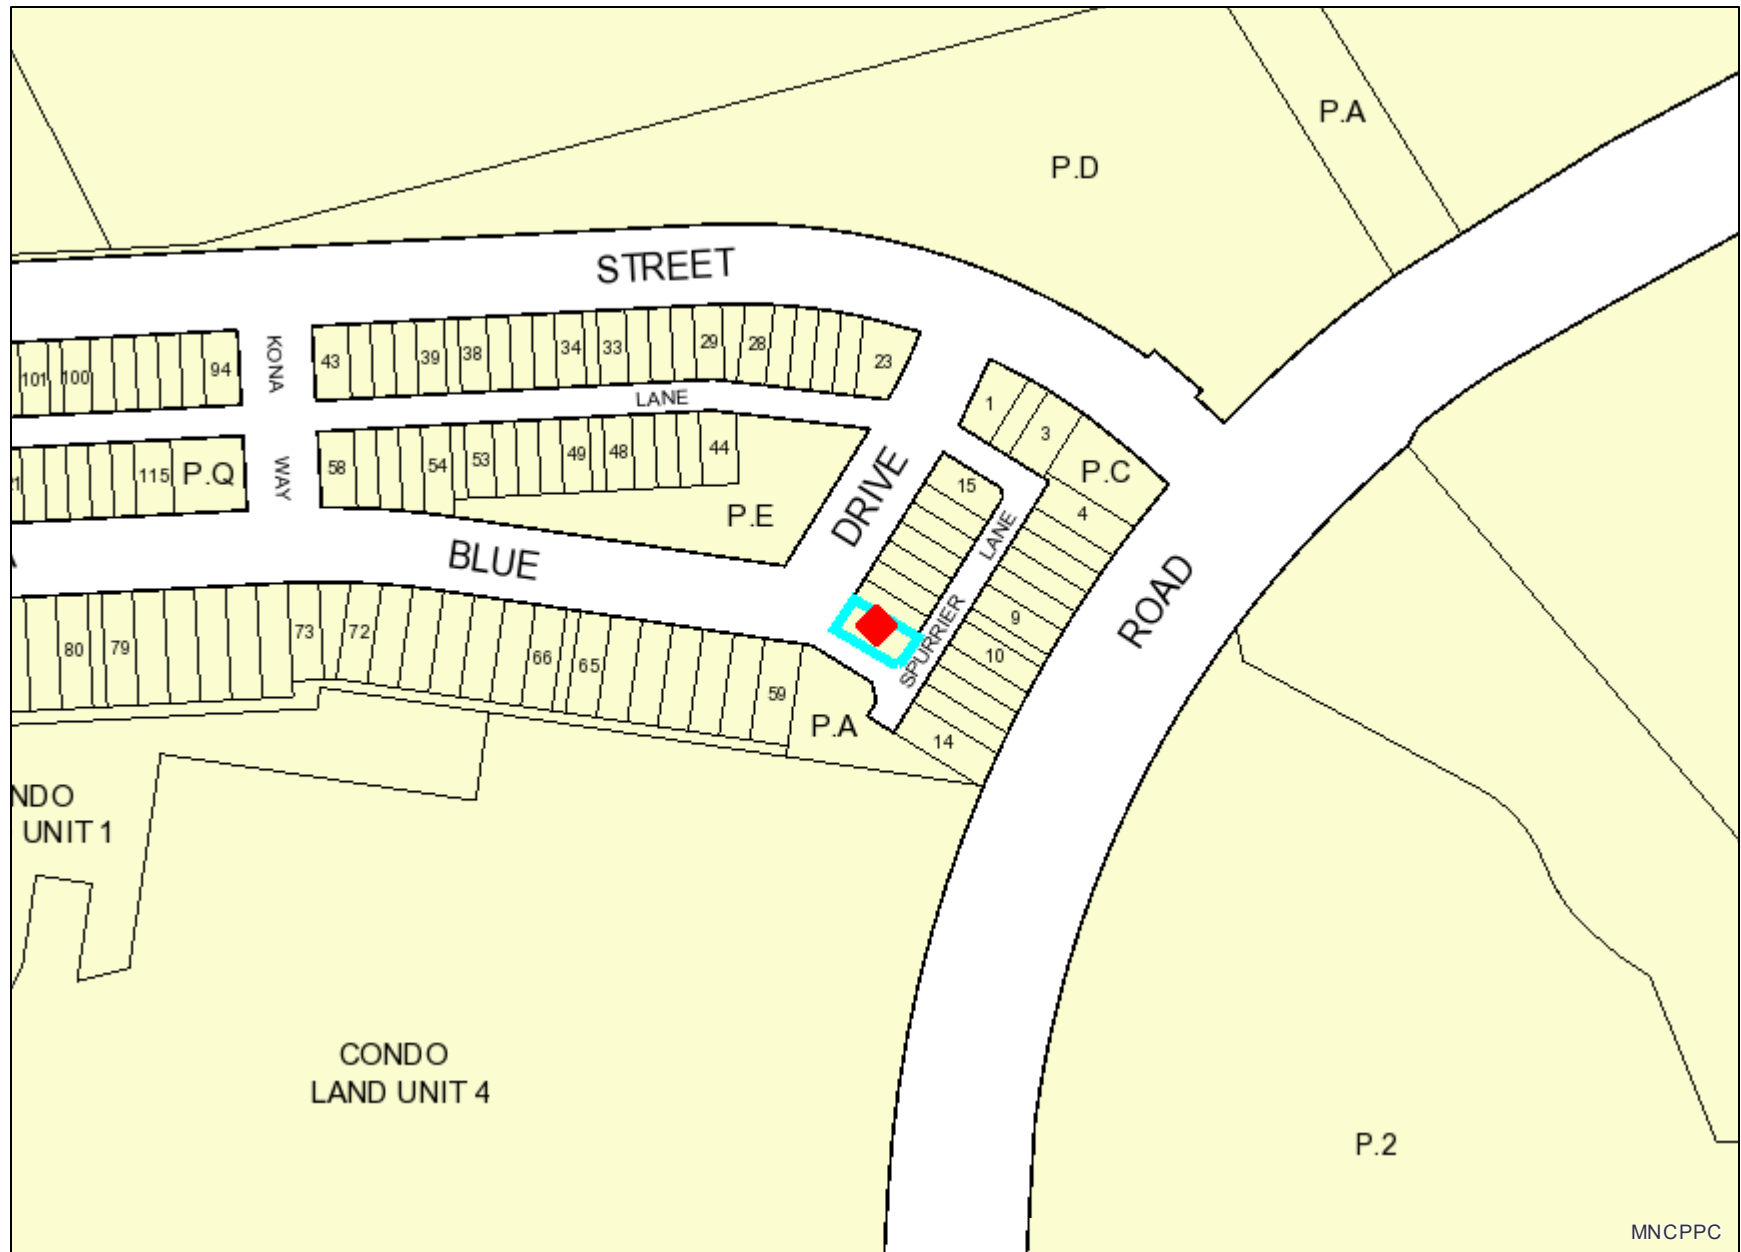 P.A
P.D
STREET
KONA
WAY
43
39
38
34
33
29
28
23
101
100
94
LANE
1
3
P.C
58
54
53
49
48
44
115
P.Q
P.E
DRIVE
15
LANE
4
BLUE
SPURRIER
9
10
14
ROAD
80
79
73
72
66
65
59
P.A
NDO
UNIT 1
CONDO
LAND UNIT 4
P.2
MNCPPC